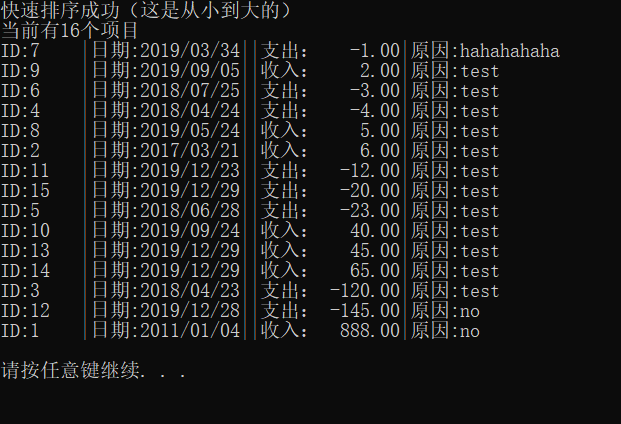 快速排序成功（这是从小到大的）
当前有16个项目
ID:7 |日期:2019/03/34||支出： -1.00|原因:hahahahaha
ID:9 |日期:2019/09/05||收入： 2.00|原因:test
ID:6 |日期:2018/07/25||支出： -3.00|原因:test
ID:4 |日期:2018/04/24||支出： -4.00|原因:test
ID:8 |日期:2019/05/24||收入： 5.00|原因:test
ID:2 |日期:2017/03/21||收入： 6.00|原因:test
ID:11 |日期:2019/12/23||支出： -12.00|原因:test
ID:15 |日期:2019/12/29||支出： -20.00|原因:test
ID:5 |日期:2018/06/28||支出： -23.00|原因:test
ID:10 |日期:2019/09/24||收入： 40.00|原因:test
ID:13 |日期:2019/12/29||收入： 45.00|原因:test
ID:14 |日期:2019/12/29||收入： 65.00|原因:test
ID:3 |日期:2018/04/23||支出： -120.00|原因:test
ID:12 |日期:2019/12/28||支出： -145.00|原因:no
ID:1 |日期:2011/01/04||收入： 888.00|原因:no
请按任意键继续. . .